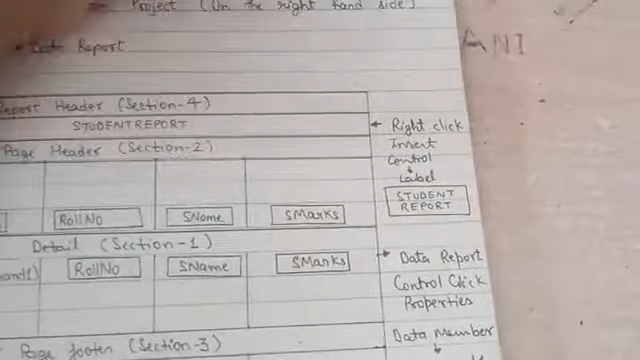 Project (On the right hand side)
Data Report
ANI
Report Header (Section-4)
STUDENTREPORT
Page Header (Section-2)
RollNo SName SMarks
Detail (Section-1)
RollNo SName SMarks
Page footer (Section-3)
← Right click
Insert
Control
↓
Label
STUDENT
REPORT
→ Data Report
Control Click
Properties
Data Member
↓